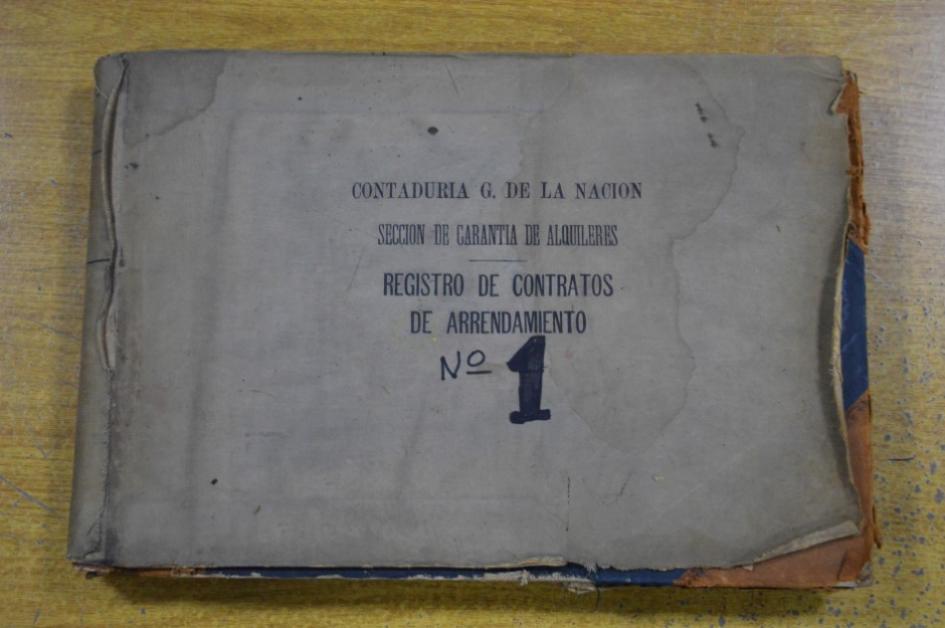 CONTADURIA G. DE LA NACION
SECCION DE GARANTIA DE ALQUILERES
REGISTRO DE CONTRATOS
DE ARRENDAMIENTO
Nº 1